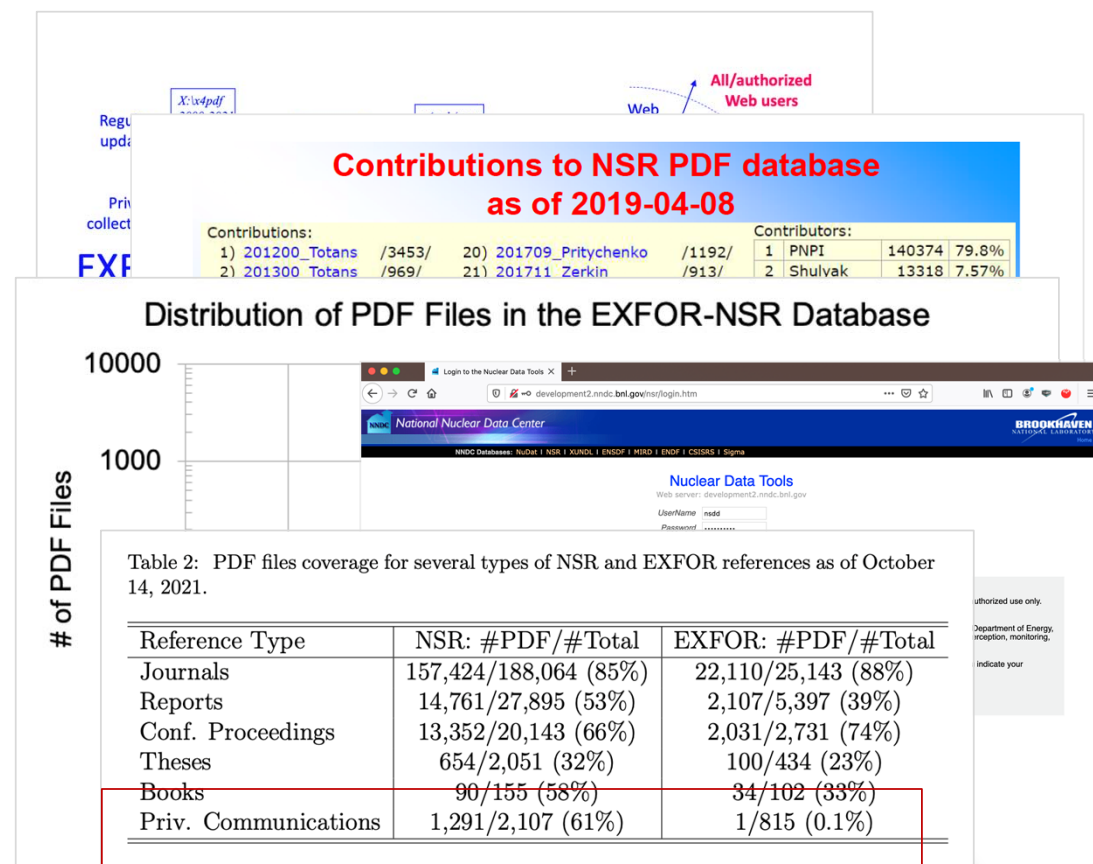 X:\x4pdf
All/authorized
Web users
Web
Contributions to NSR PDF database
as of 2019-04-08
Contributions:
1) 201200_Totans /3453/ 20) 201709_Pritychenko /1192/
2) 201300_Totans /969/ 21) 201711_Zerkin /913/
Contributors:
1 PNPI 140374 79.8%
2 Shulvak 13318 7.57%
Distribution of PDF Files in the EXFOR-NSR Database
10000
1000
# of PDF Files
Login to the Nuclear Data Tools
development2.nndc.bnl.gov/nsr/login.htm
NNDC National Nuclear Data Center
BROOKHAVEN
NATIONAL LABORATORY
Home
NNDC Databases: NuDat | NSR | XUNDL | ENSDF | MIRD | ENDF | CSISRS | Sigma
Nuclear Data Tools
Web server: development2.nndc.bnl.gov
UserName nsdd
Password ••••••••••
uthorized use only.
Department of Energy,
erception, monitoring,
indicate your
Table 2: PDF files coverage for several types of NSR and EXFOR references as of October
14, 2021.
Reference Type NSR: #PDF/#Total EXFOR: #PDF/#Total
Journals 157,424/188,064 (85%) 22,110/25,143 (88%)
Reports 14,761/27,895 (53%) 2,107/5,397 (39%)
Conf. Proceedings 13,352/20,143 (66%) 2,031/2,731 (74%)
Theses 654/2,051 (32%) 100/434 (23%)
Books 90/155 (58%) 34/102 (33%)
Priv. Communications 1,291/2,107 (61%) 1/815 (0.1%)